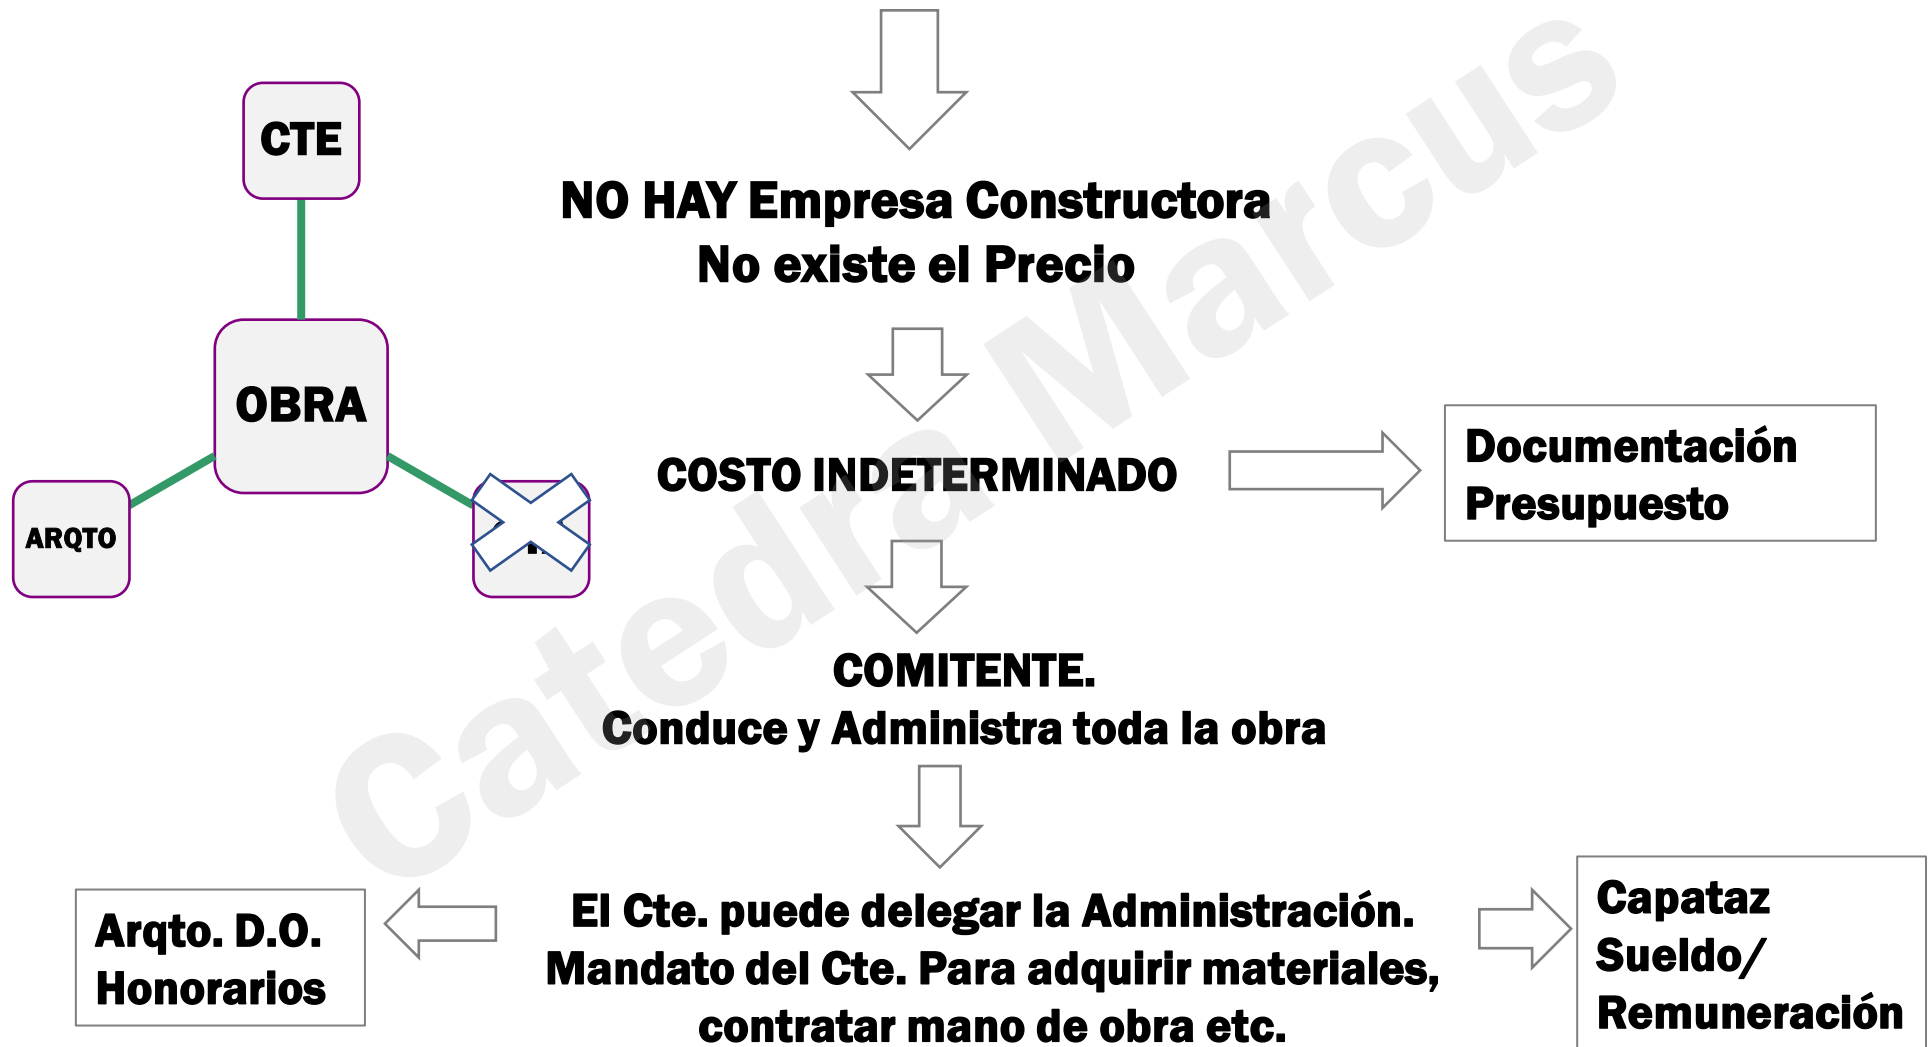 CTE
OBRA
ARQTO
NO HAY Empresa Constructora
No existe el Precio
COSTO INDETERMINADO
Documentación
Presupuesto
COMITENTE.
Conduce y Administra toda la obra
Arqto. D.O.
Honorarios
El Cte. puede delegar la Administración.
Mandato del Cte. Para adquirir materiales,
contratar mano de obra etc.
Capataz
Sueldo/
Remuneración
Catedra Marcus